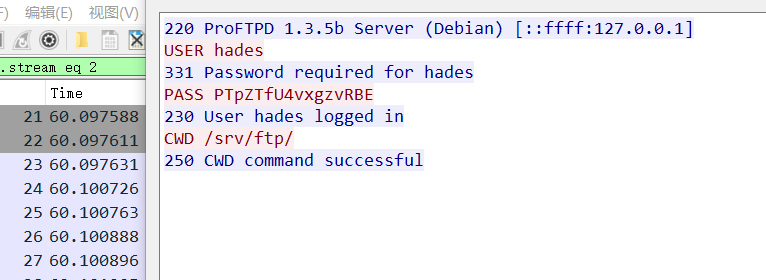 F) 编辑(E) 视图(V)
.stream eq 2
Time
21 60.097588
22 60.097611
23 60.097631
24 60.100726
25 60.100763
26 60.100888
27 60.100896
220 ProFTPD 1.3.5b Server (Debian) [::ffff:127.0.0.1]
USER hades
331 Password required for hades
PASS PTpZTfU4vxgzvRBE
230 User hades logged in
CWD /srv/ftp/
250 CWD command successful